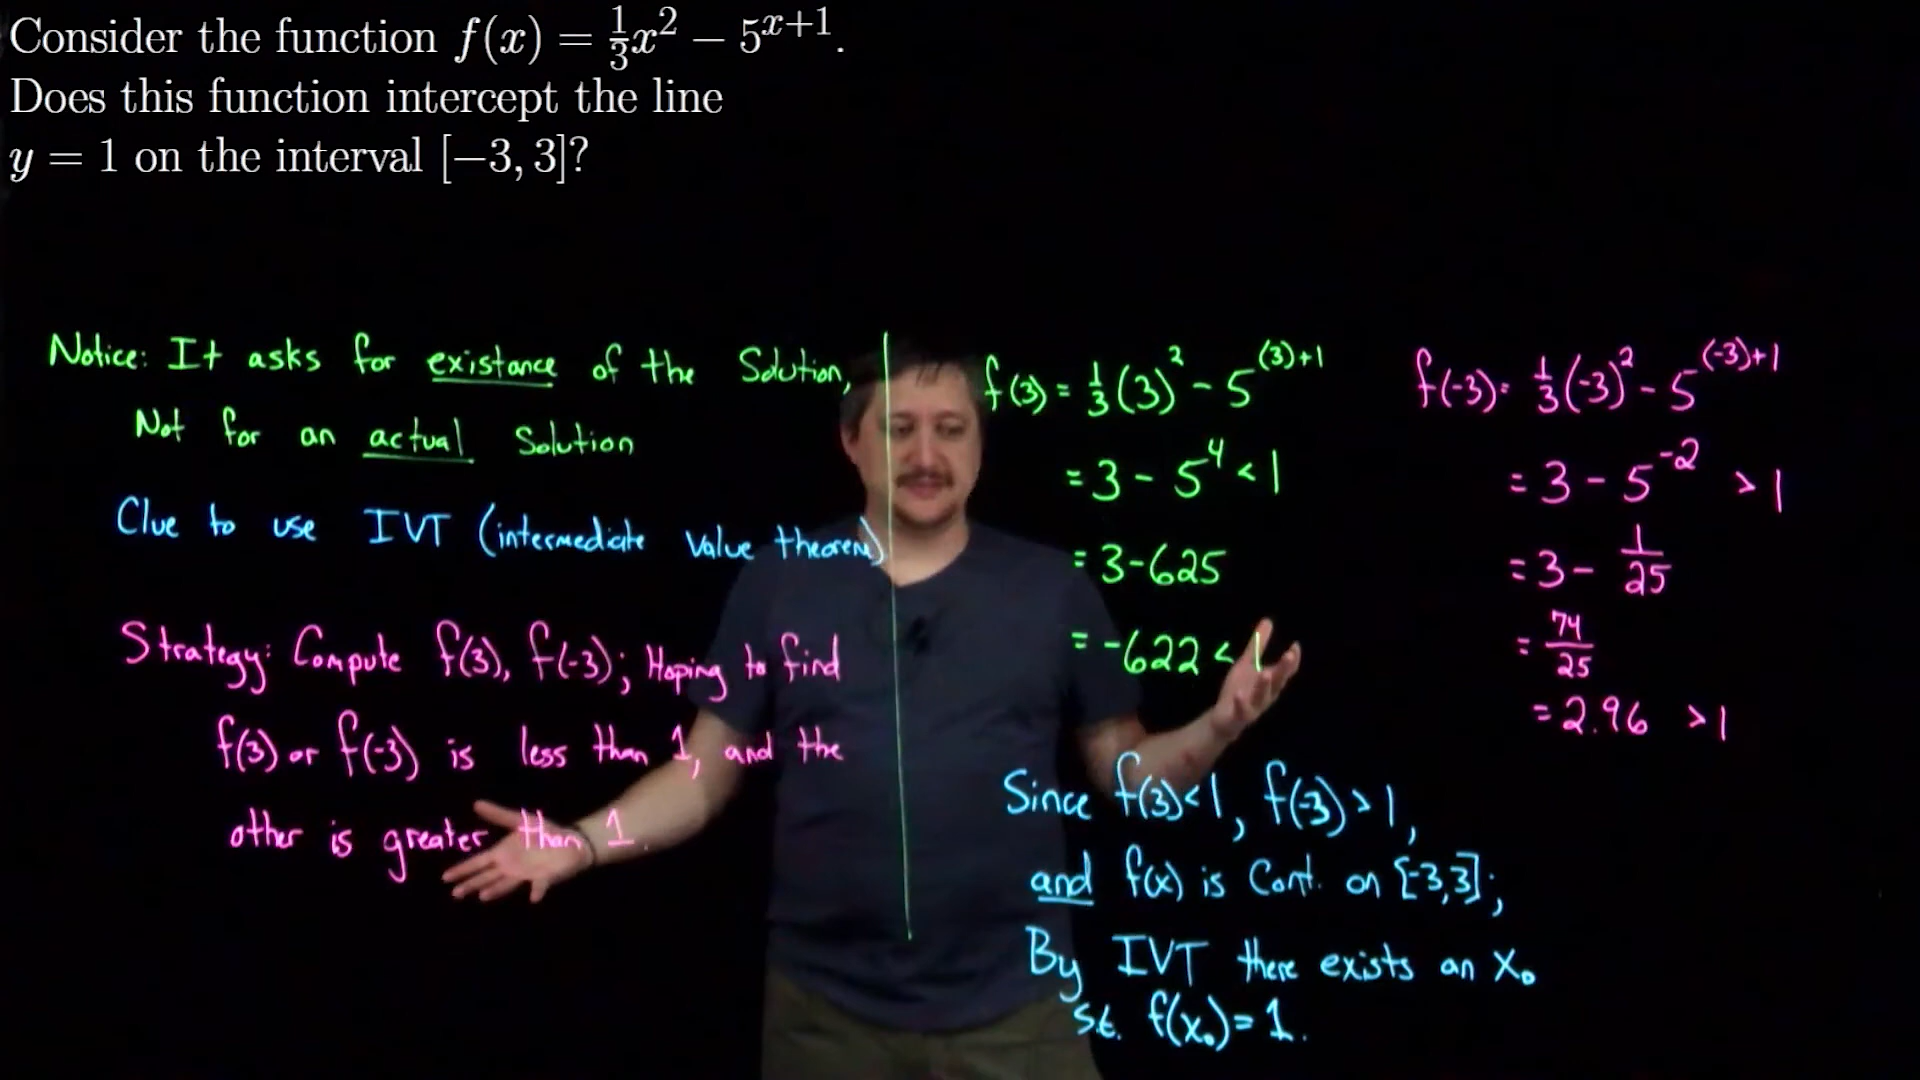 Consider the function f(x) = 1/3x² − 5^{x+1}.
Does this function intercept the line
y = 1 on the interval [−3, 3]?
Notice: It asks for existance of the Solution,
Not for an actual Solution
Clue to use IVT (intermediate Value theorem)
Strategy: Compute f(3), f(-3); Hoping to find
f(3) or f(-3) is less than 1, and the
other is greater than 1.
f(3) = 1/3(3)² - 5^{(3)+1}
= 3 - 5⁴ < 1
= 3-625
= -622 < 1
f(-3) = 1/3(-3)² - 5^{(-3)+1}
= 3 - 5^{-2} > 1
= 3 - 1/25
= 74/25
= 2.96 > 1
Since f(3)<1, f(-3)>1,
and f(x) is Cont. on [-3,3];
By IVT there exists an x₀
s.t. f(x₀)=1.